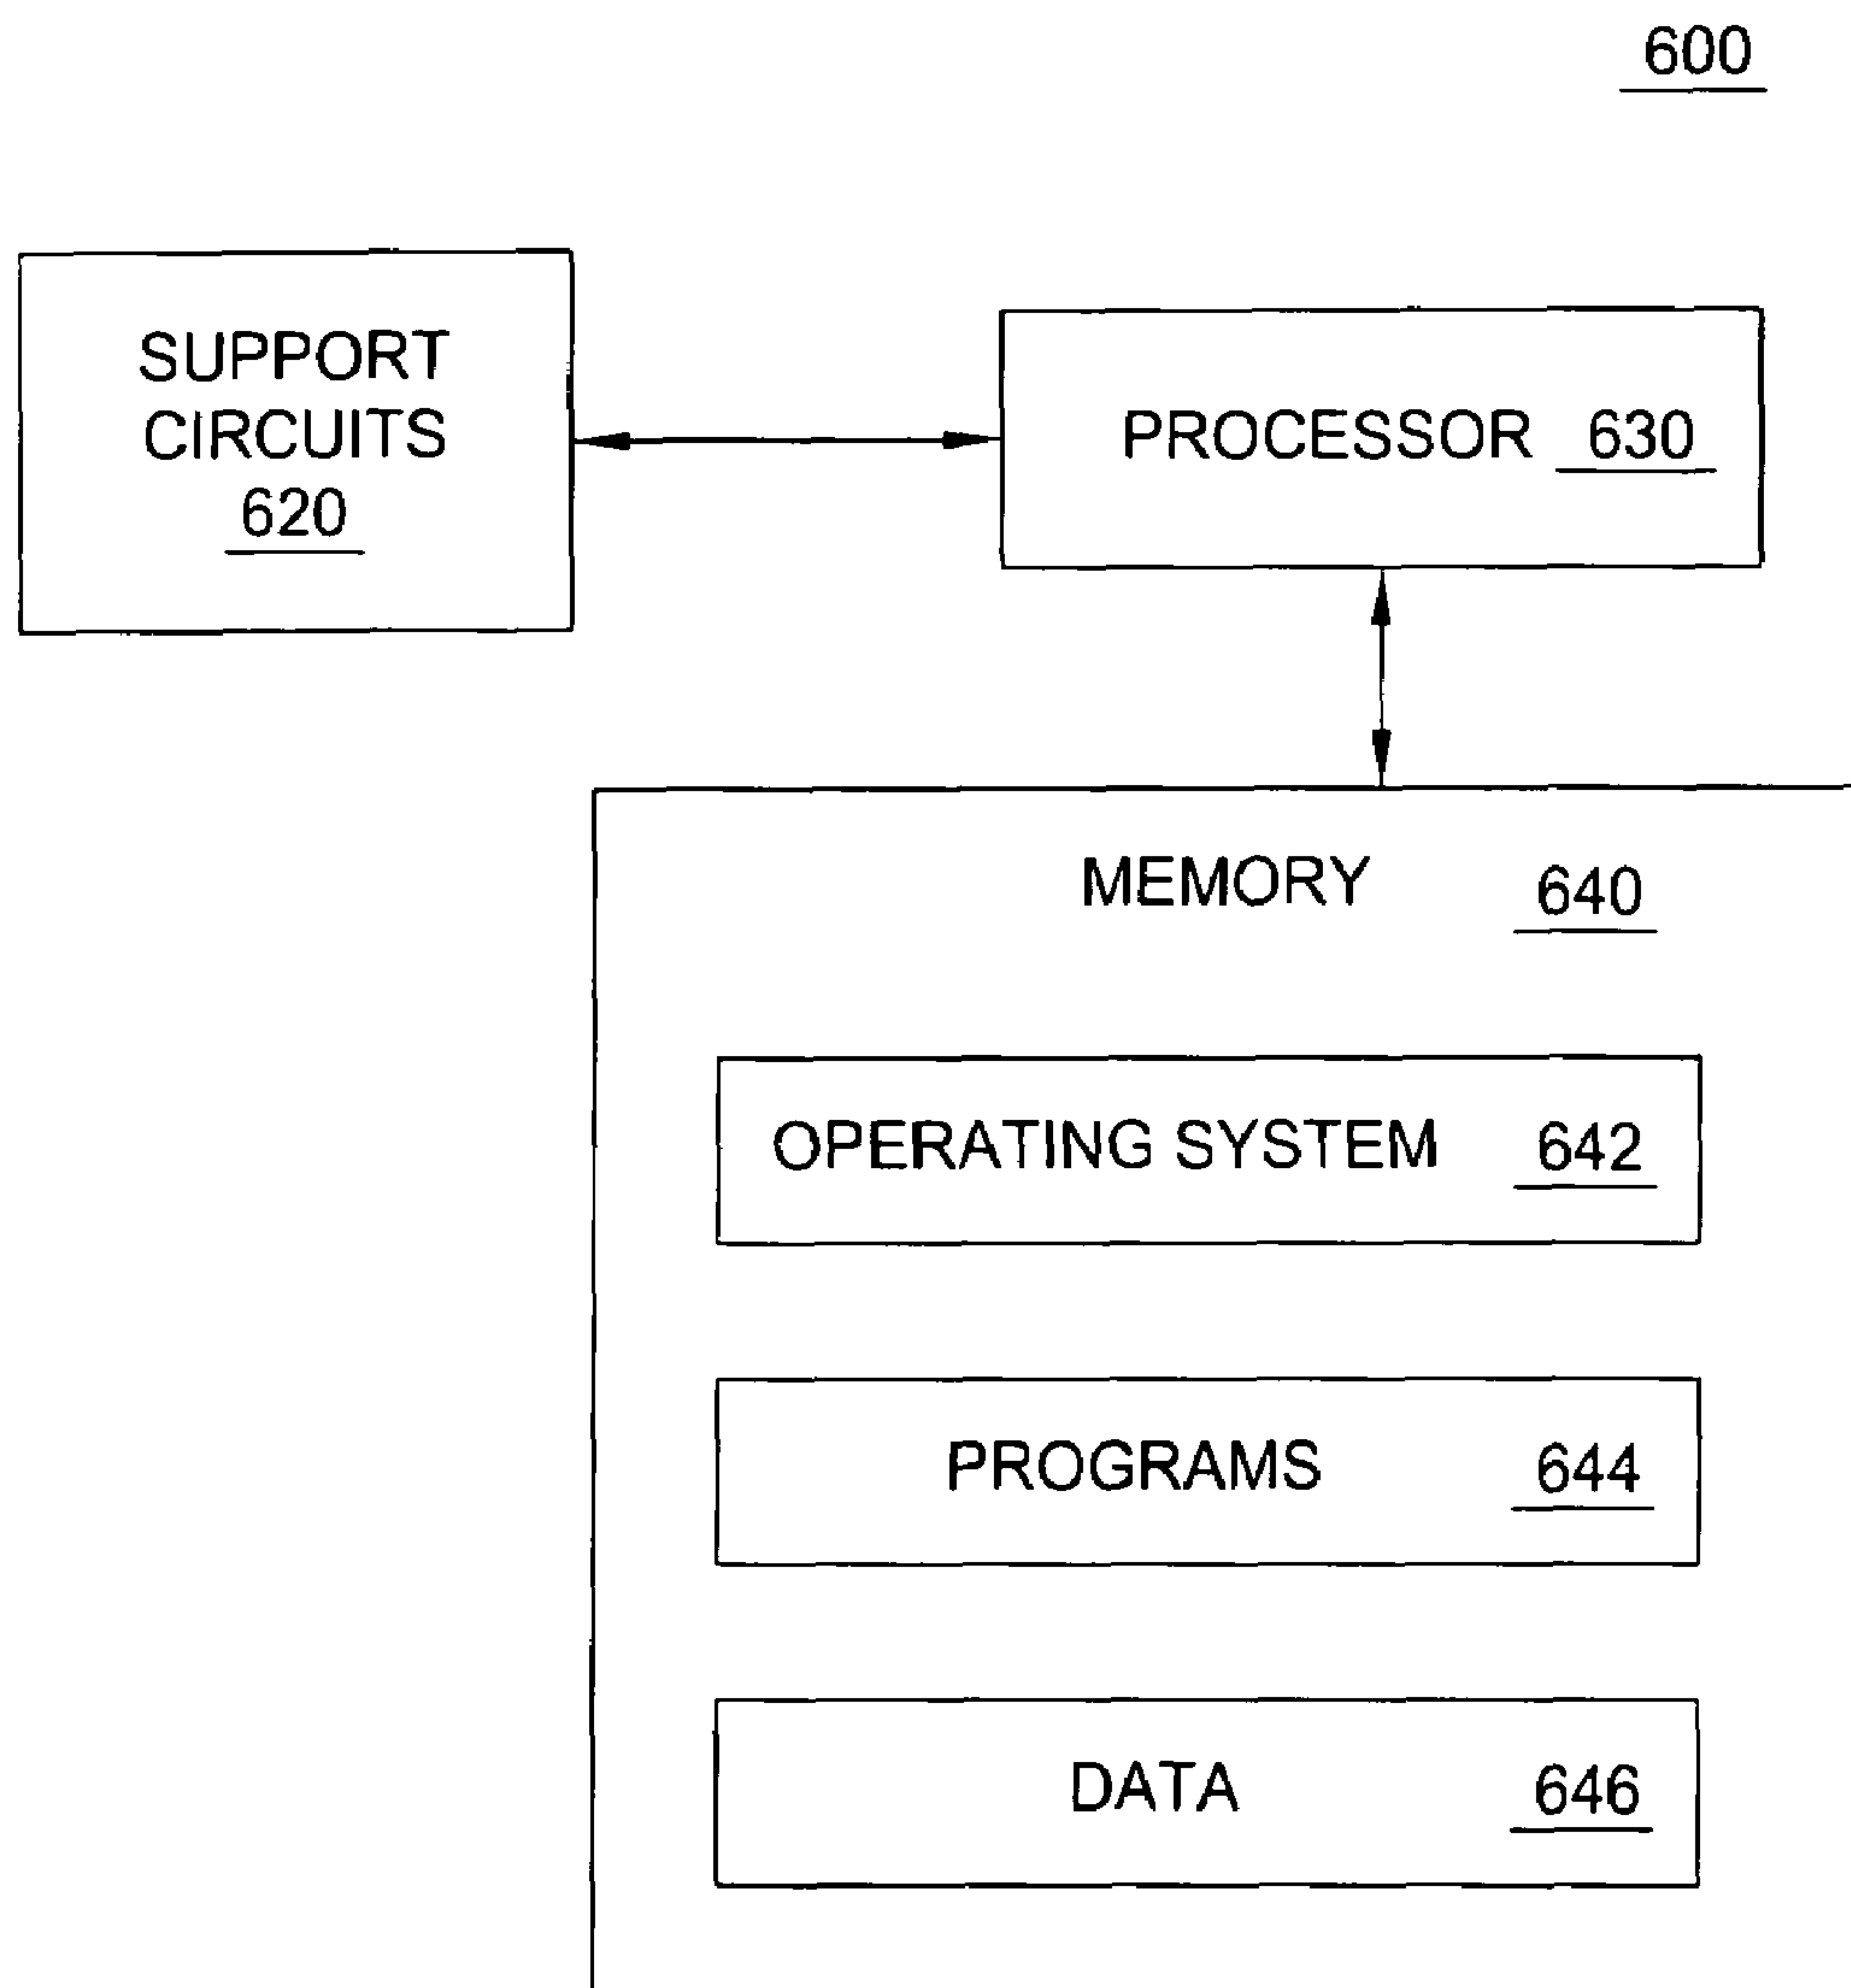 600
SUPPORT
CIRCUITS
620
PROCESSOR 630
MEMORY 640
OPERATING SYSTEM 642
PROGRAMS 644
DATA 646